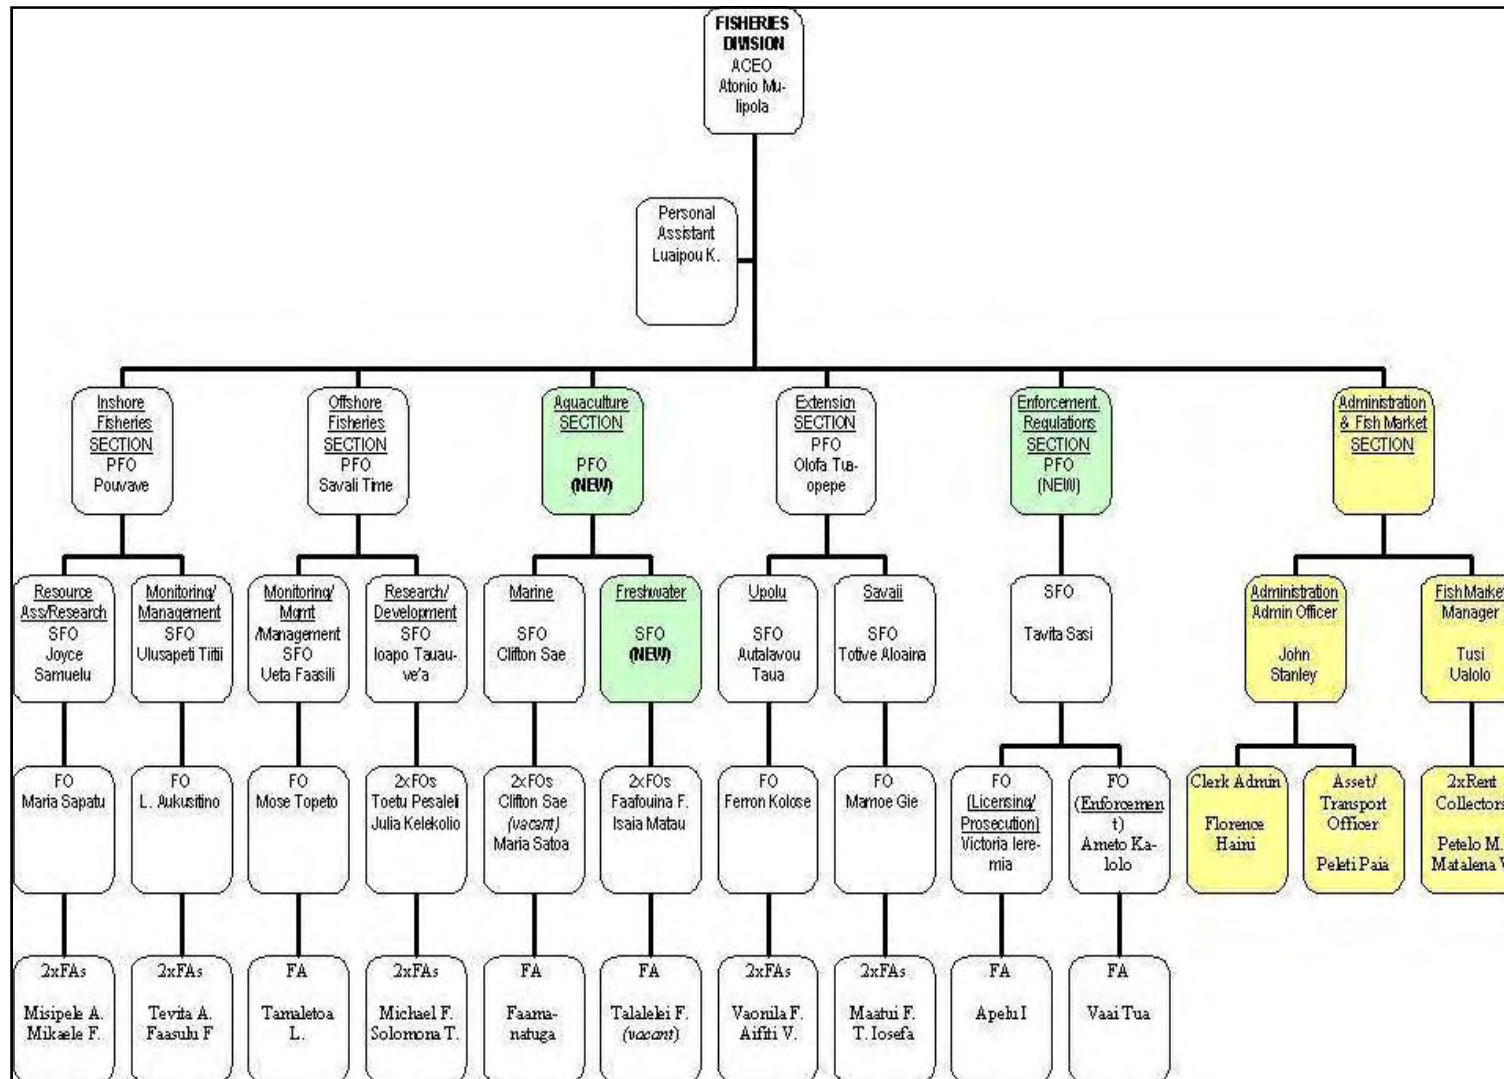 FISHERIES
DIVISION
ACEO
Atonio Mu-
lipola
Personal
Assistant
Luaipou K.
Inshore
Fisheries
SECTION
PFO
Pouvave
Offshore
Fisheries
SECTION
PFO
Savali Time
Aquaculture
SECTION
PFO
(NEW)
Extension
SECTION
PFO
Olofa Tua-
opepe
Enforcement.
Regulations
SECTION
PFO
(NEW)
Administration
& Fish Market
SECTION
Resource
Ass/Research
SFO
Joyce
Samuelu
Monitoring/
Management
SFO
Ulusapeti Tiitii
Monitoring/
Mgmt
/Management
SFO
Ueta Faasili
Research/
Development
SFO
Ioapo Tauau-
ve'a
Marine
SFO
Clifton Sae
Freshwater
SFO
(NEW)
Upolu
SFO
Autalavou
Taua
Savaii
SFO
Totive Aloaina
SFO
Tavita Sasi
Administration
Admin Officer
John
Stanley
Fish Market
Manager
Tusi
Ualolo
FO
Maria Sapatu
FO
L. Aukusitino
FO
Mose Topeto
2xFOs
Toetu Pesaleli
Julia Kelekolio
2xFOs
Clifton Sae
(vacant)
Maria Satoa
2xFOs
Faafouina F.
Isaia Matau
FO
Ferron Kolose
FO
Mamoe Gie
FO
(Licensing/
Prosecution)
Victoria Iere-
mia
FO
(Enforcemen
t)
Ameto Ka-
lolo
Clerk Admin
Florence
Haini
Asset/
Transport
Officer
Peleti Paia
2xRent
Collectors
Petelo M.
Matalena V
2xFAs
Misipele A.
Mikaele F.
2xFAs
Tevita A.
Faasulu F
FA
Tamaletoa
L.
2xFAs
Michael F.
Solomona T.
FA
Faama-
natuga
FA
Talalelei F.
(vacant)
2xFAs
Vaonila F.
Aifiti V.
2xFAs
Maatui F.
T. Iosefa
FA
Apelu I
FA
Vaai Tua